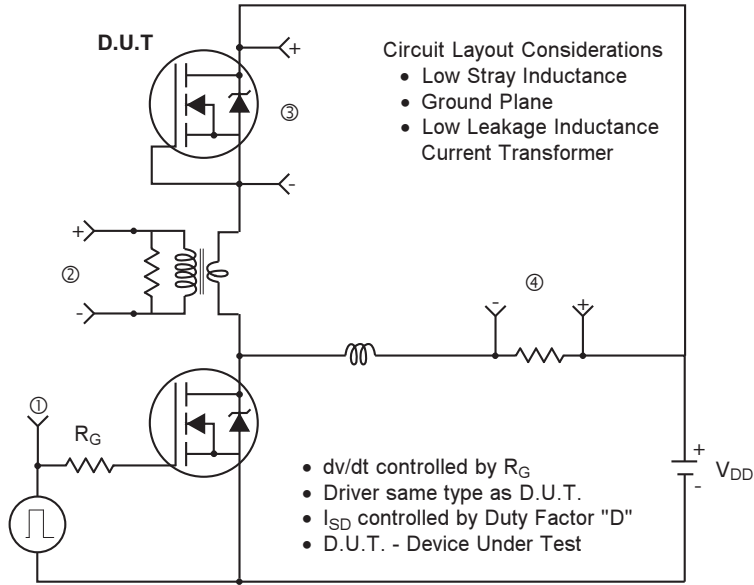 D.U.T
+
Circuit Layout Considerations
• Low Stray Inductance
• Ground Plane
• Low Leakage Inductance
Current Transformer
③
-
+
②
-
④
-
+
①
R_G
• dv/dt controlled by R_G
• Driver same type as D.U.T.
• I_SD controlled by Duty Factor "D"
• D.U.T. - Device Under Test
+
V_DD
-